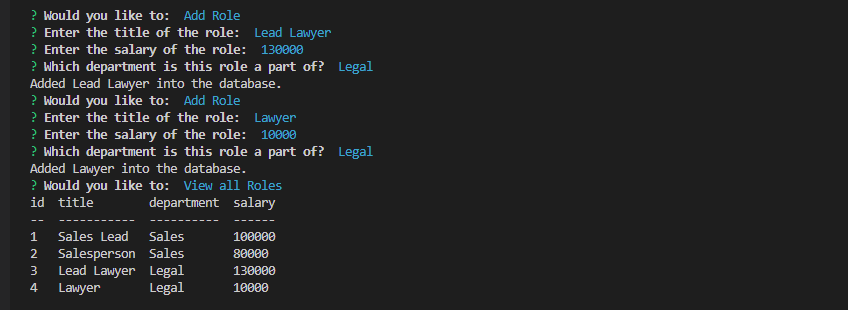 ? Would you like to:  Add Role
? Enter the title of the role:  Lead Lawyer
? Enter the salary of the role:  130000
? Which department is this role a part of?  Legal
Added Lead Lawyer into the database.
? Would you like to:  Add Role
? Enter the title of the role:  Lawyer
? Enter the salary of the role:  10000
? Which department is this role a part of?  Legal
Added Lawyer into the database.
? Would you like to:  View all Roles
id  title        department  salary
--  -----------  ----------  ------
1   Sales Lead   Sales       100000
2   Salesperson  Sales       80000
3   Lead Lawyer  Legal       130000
4   Lawyer       Legal       10000